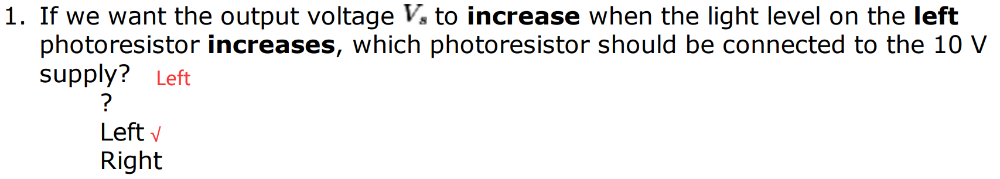 1. If we want the output voltage Vₛ to increase when the light level on the left
photoresistor increases, which photoresistor should be connected to the 10 V
supply? Left
?
Left √
Right